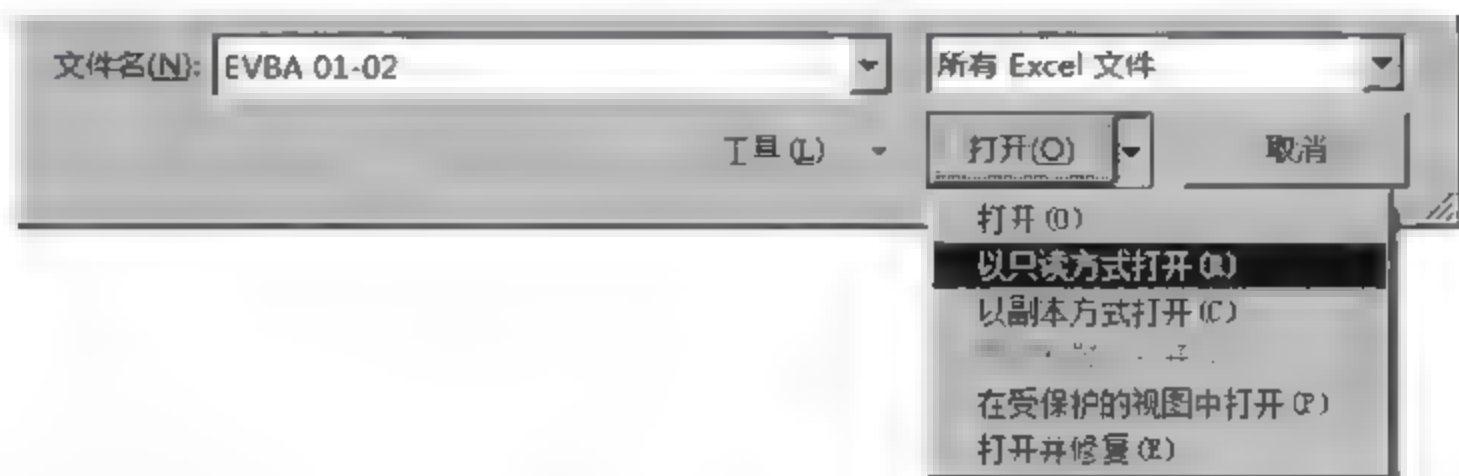 文件名(N): EVBA 01-02 所有 Excel 文件
工具(L) 打开(O) 取消
打开(O)
以只读方式打开(R)
以副本方式打开(C)
在受保护的视图中打开(P)
打开并修复(E)